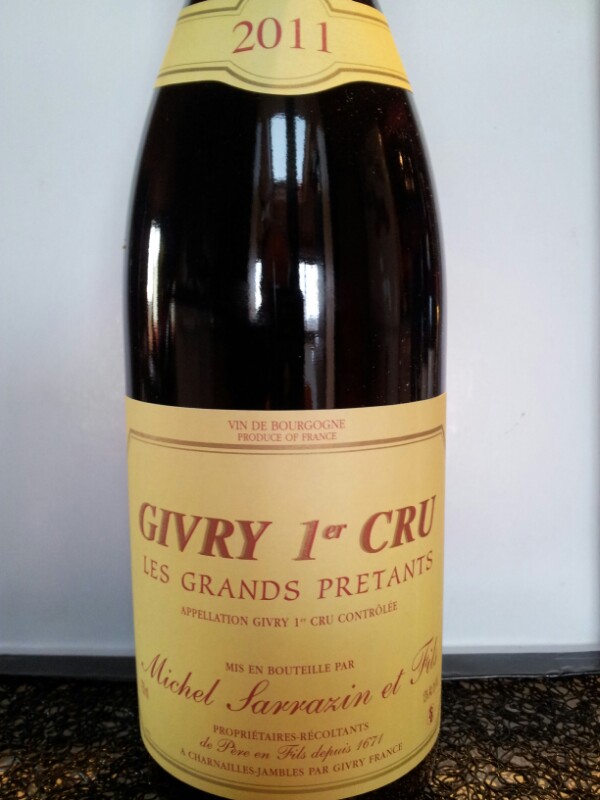 2011
VIN DE BOURGOGNE
PRODUCE OF FRANCE
GIVRY 1er CRU
LES GRANDS PRETANTS
APPELLATION GIVRY 1er CRU CONTRÔLÉE
MIS EN BOUTEILLE PAR
Michel Sarrazin et Fils
PROPRIÉTAIRES-RÉCOLTANTS
de Père en Fils depuis 1671
A CHARNAILLES-JAMBLES PAR GIVRY FRANCE